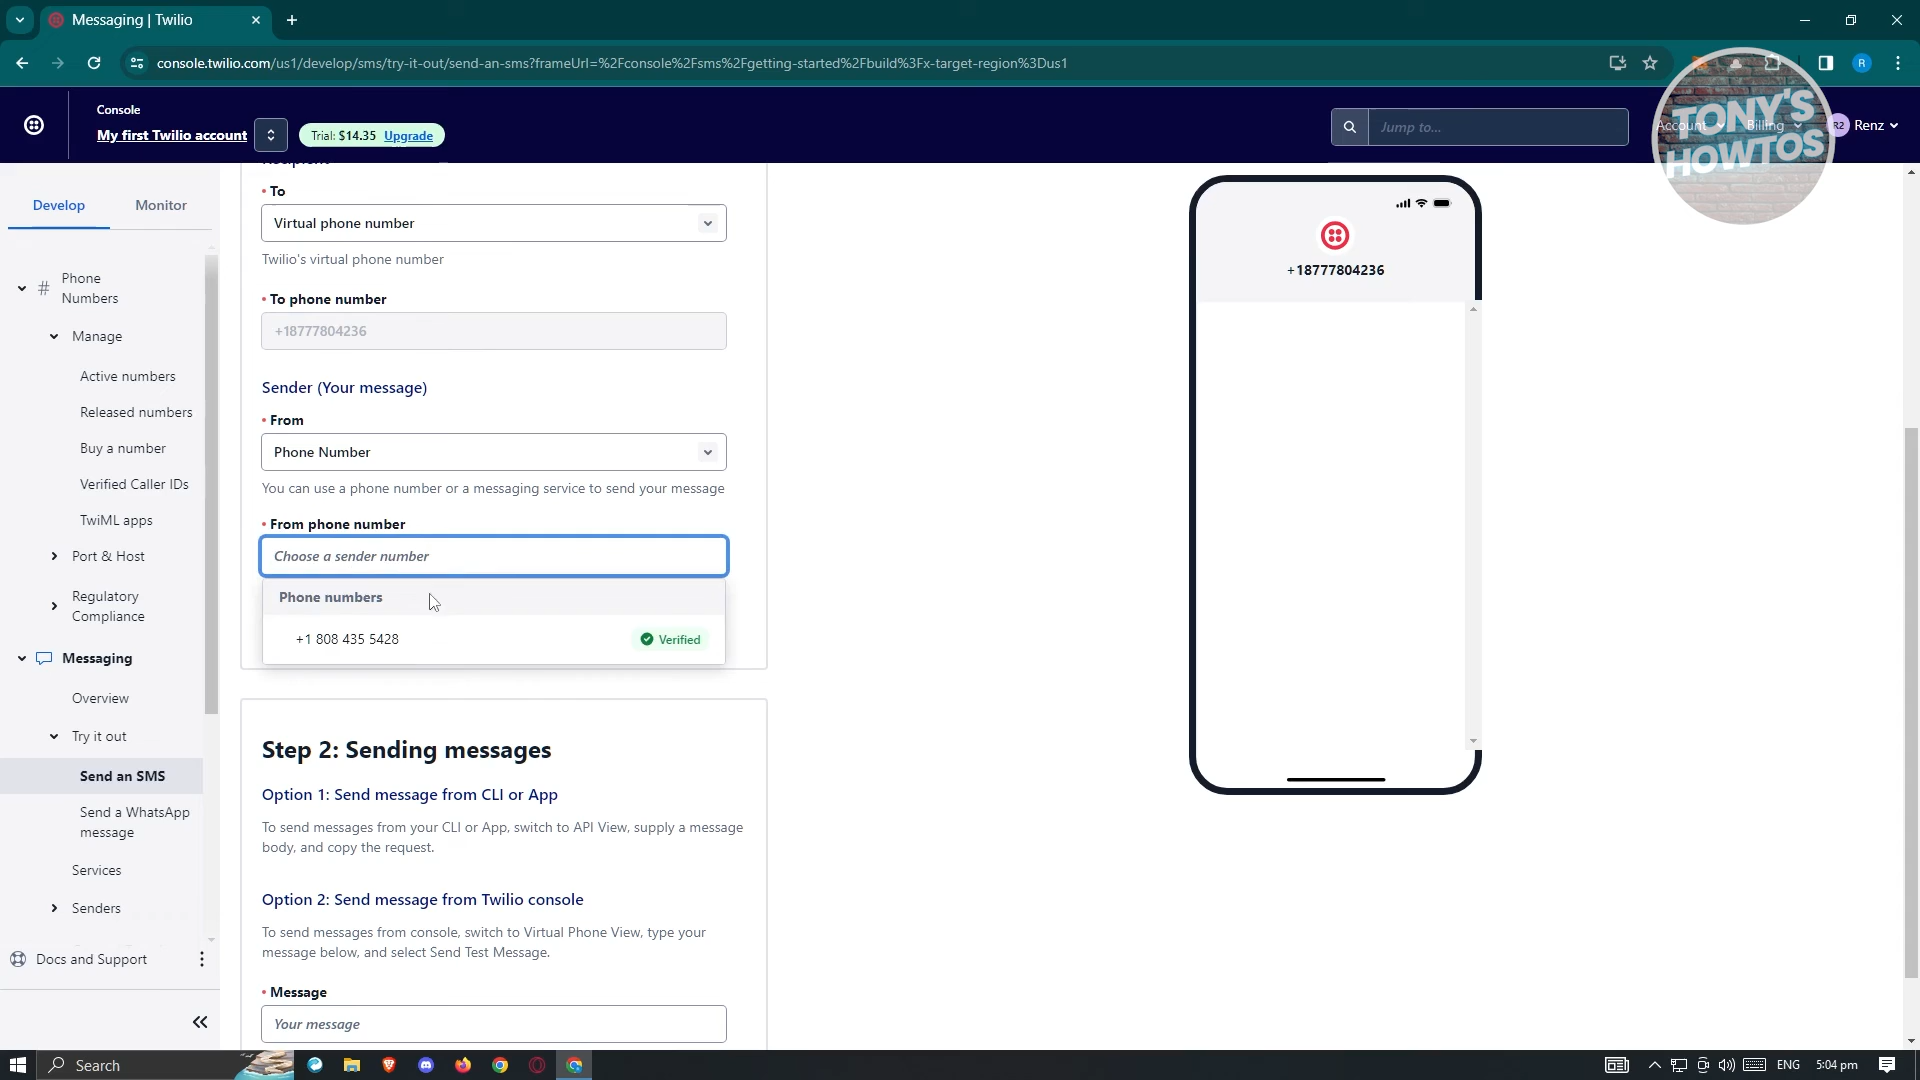 Messaging | Twilio
console.twilio.com/us1/develop/sms/try-it-out/send-an-sms?frameUrl=%2Fconsole%2Fsms%2Fgetting-started%2Fbuild%3Fx-target-region%3Dus1
R
Console
My first Twilio account
Trial: $14.35 Upgrade
Jump to...
Account
Billing
R2 Renz
TONY'S
HOWTOS
Develop
Monitor
Phone
Numbers
Manage
Active numbers
Released numbers
Buy a number
Verified Caller IDs
TwiML apps
Port & Host
Regulatory
Compliance
Messaging
Overview
Try it out
Send an SMS
Send a WhatsApp
message
Services
Senders
Docs and Support
Recipient
• To
Virtual phone number
Twilio's virtual phone number
• To phone number
+18777804236
Sender (Your message)
• From
Phone Number
You can use a phone number or a messaging service to send your message
• From phone number
Choose a sender number
Phone numbers
+1 808 435 5428
Verified
Step 2: Sending messages
Option 1: Send message from CLI or App
To send messages from your CLI or App, switch to API View, supply a message
body, and copy the request.
Option 2: Send message from Twilio console
To send messages from console, switch to Virtual Phone View, type your
message below, and select Send Test Message.
• Message
Your message
+18777804236
Search
ENG
5:04 pm